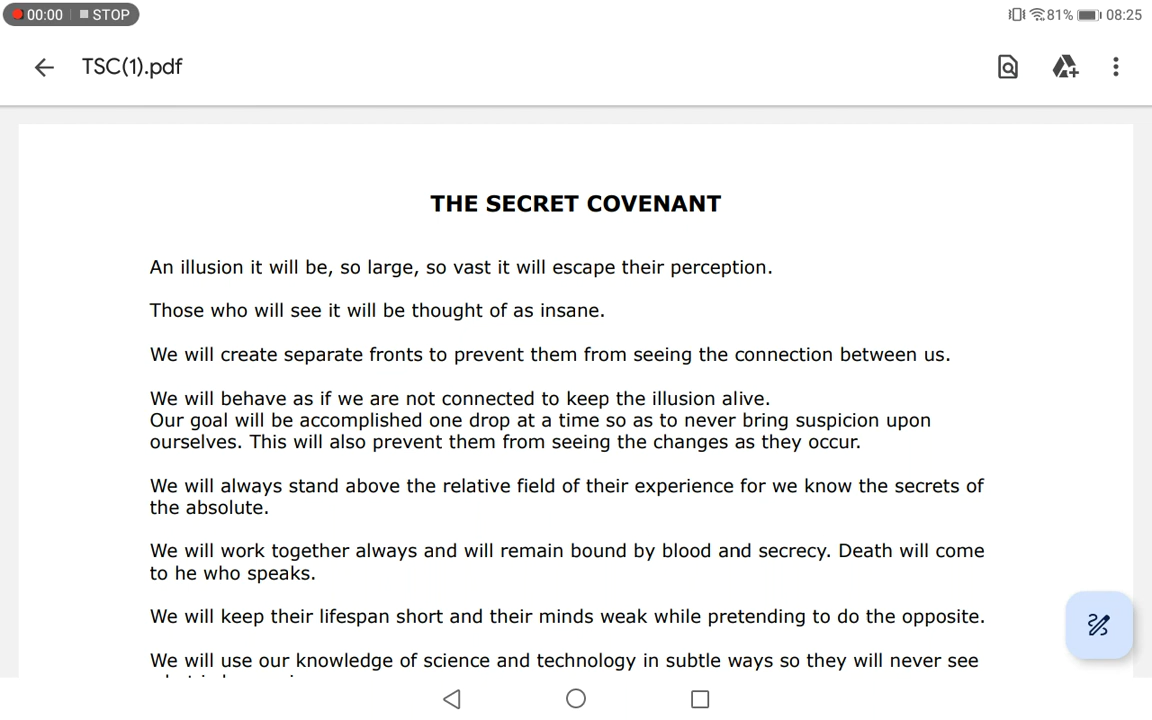 00:00 STOP 81% 08:25
TSC(1).pdf
THE SECRET COVENANT
An illusion it will be, so large, so vast it will escape their perception.
Those who will see it will be thought of as insane.
We will create separate fronts to prevent them from seeing the connection between us.
We will behave as if we are not connected to keep the illusion alive.
Our goal will be accomplished one drop at a time so as to never bring suspicion upon
ourselves. This will also prevent them from seeing the changes as they occur.
We will always stand above the relative field of their experience for we know the secrets of
the absolute.
We will work together always and will remain bound by blood and secrecy. Death will come
to he who speaks.
We will keep their lifespan short and their minds weak while pretending to do the opposite.
We will use our knowledge of science and technology in subtle ways so they will never see